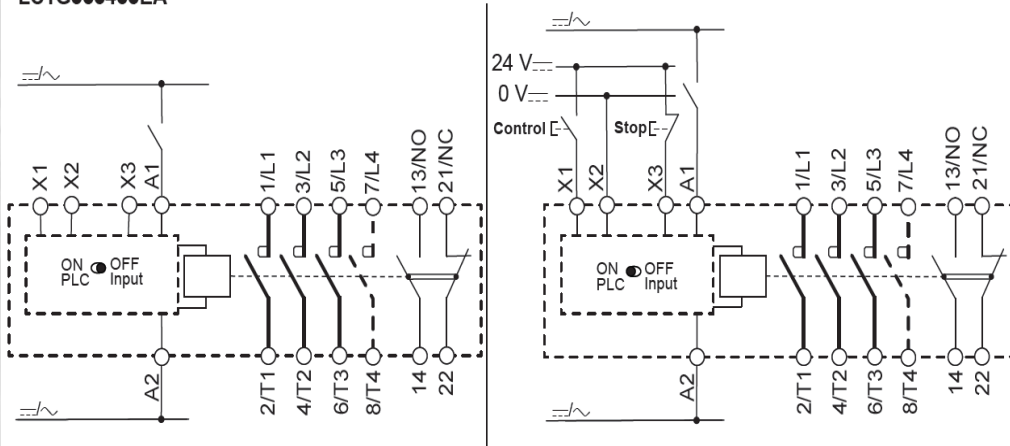 24 V
0 V
Control
Stop
X1
X2
X3
A1
1/L1
3/L2
5/L3
7/L4
13/NO
21/NC
X1
X2
X3
A1
1/L1
3/L2
5/L3
7/L4
13/NO
21/NC
ON OFF
PLC Input
ON OFF
PLC Input
A2
2/T1
4/T2
6/T3
8/T4
14
22
A2
2/T1
4/T2
6/T3
8/T4
14
22